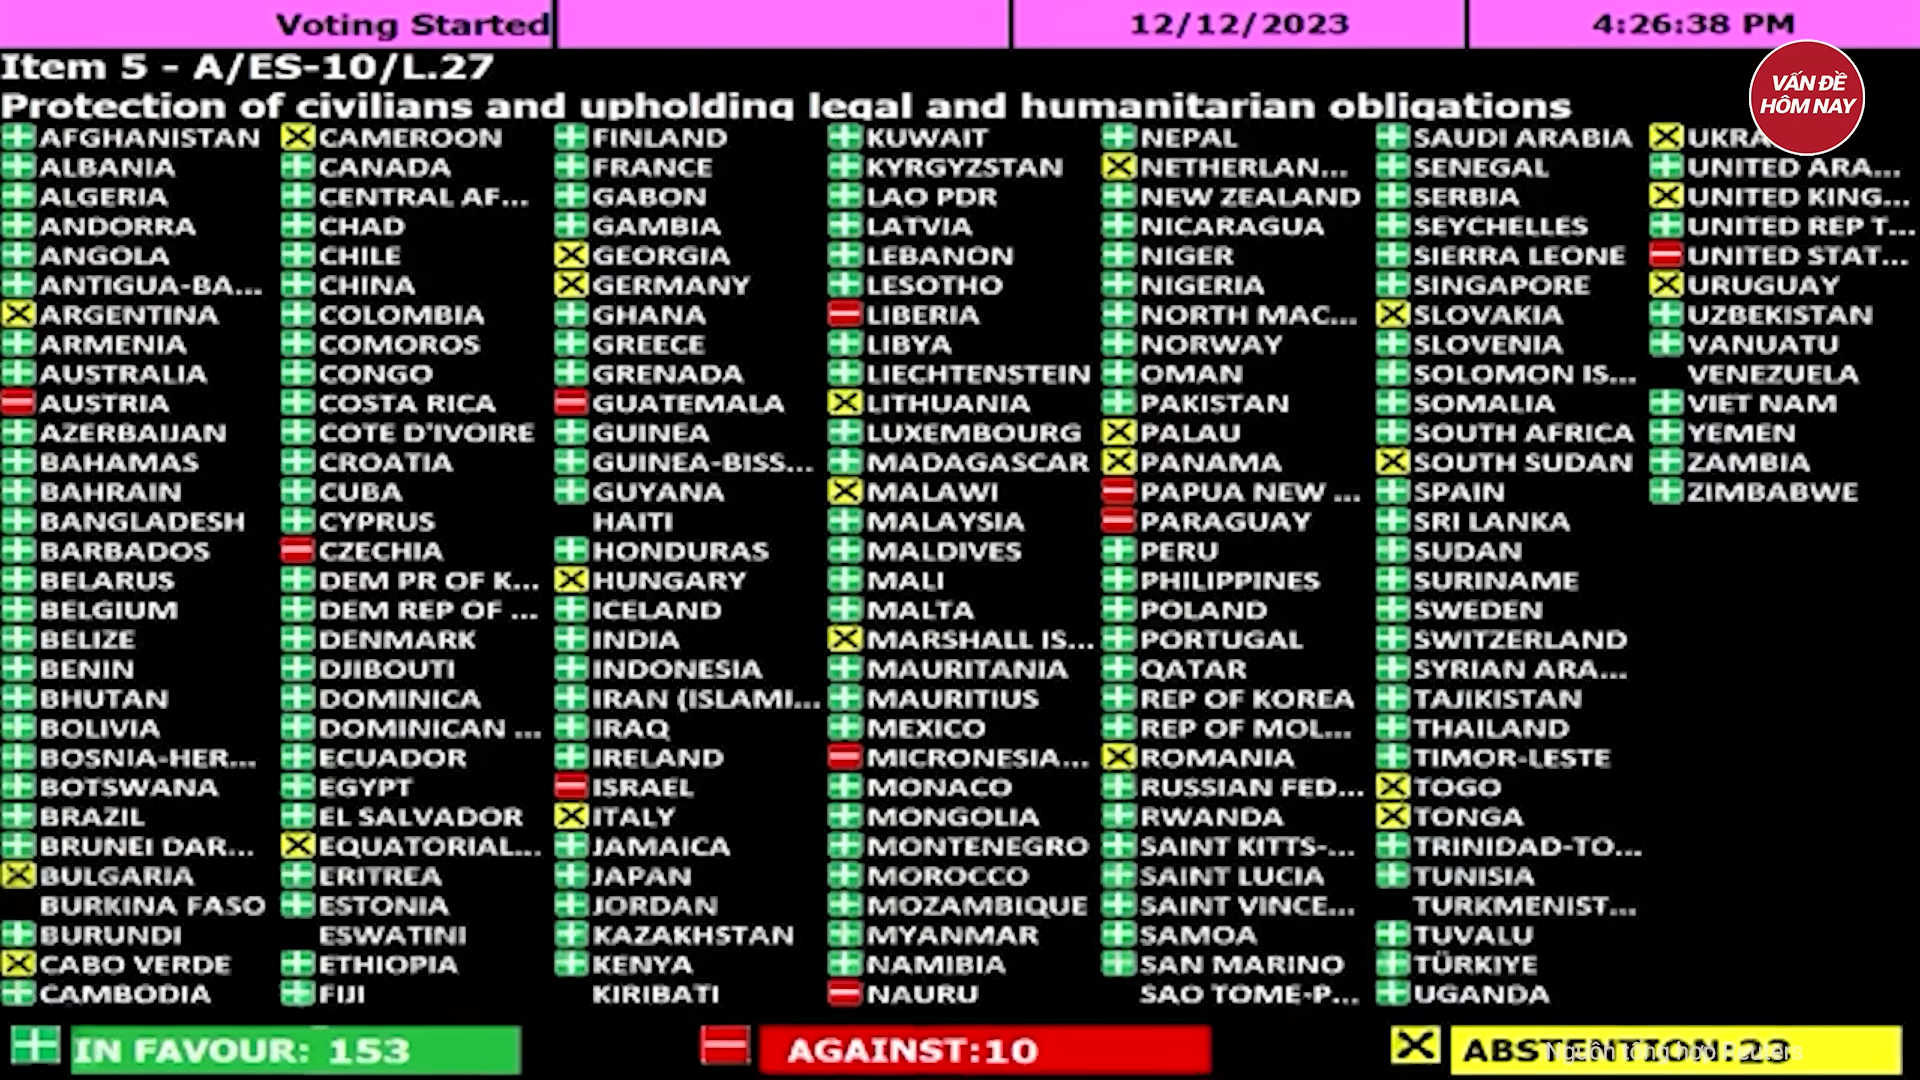 Voting Started 12/12/2023 4:26:38 PM
VẤN ĐỀ
HÔM NAY
Item 5 - A/ES-10/L.27
Protection of civilians and upholding legal and humanitarian obligations
AFGHANISTAN CAMEROON FINLAND KUWAIT NEPAL SAUDI ARABIA
ALBANIA CANADA FRANCE KYRGYZSTAN NETHERLAN... SENEGAL UNITED ARA...
ALGERIA CENTRAL AF... GABON LAO PDR NEW ZEALAND SERBIA UNITED KING...
ANDORRA CHAD GAMBIA LATVIA NICARAGUA SEYCHELLES UNITED REP T...
ANGOLA CHILE GEORGIA LEBANON NIGER SIERRA LEONE UNITED STAT...
ANTIGUA-BA... CHINA GERMANY LESOTHO NIGERIA SINGAPORE URUGUAY
ARGENTINA COLOMBIA GHANA LIBERIA NORTH MAC... SLOVAKIA UZBEKISTAN
ARMENIA COMOROS GREECE LIBYA NORWAY SLOVENIA VANUATU
AUSTRALIA CONGO GRENADA LIECHTENSTEIN OMAN SOLOMON IS... VENEZUELA
AUSTRIA COSTA RICA GUATEMALA LITHUANIA PAKISTAN SOMALIA VIET NAM
AZERBAIJAN COTE D'IVOIRE GUINEA LUXEMBOURG PALAU SOUTH AFRICA YEMEN
BAHAMAS CROATIA GUINEA-BISS... MADAGASCAR PANAMA SOUTH SUDAN ZAMBIA
BAHRAIN CUBA GUYANA MALAWI PAPUA NEW ... SPAIN ZIMBABWE
BANGLADESH CYPRUS HAITI MALAYSIA PARAGUAY SRI LANKA
BARBADOS CZECHIA HONDURAS MALDIVES PERU SUDAN
BELARUS DEM PR OF K... HUNGARY MALI PHILIPPINES SURINAME
BELGIUM DEM REP OF ... ICELAND MALTA POLAND SWEDEN
BELIZE DENMARK INDIA MARSHALL IS... PORTUGAL SWITZERLAND
BENIN DJIBOUTI INDONESIA MAURITANIA QATAR SYRIAN ARA...
BHUTAN DOMINICA IRAN (ISLAMI... MAURITIUS REP OF KOREA TAJIKISTAN
BOLIVIA DOMINICAN ... IRAQ MEXICO REP OF MOL... THAILAND
BOSNIA-HER... ECUADOR IRELAND MICRONESIA... ROMANIA TIMOR-LESTE
BOTSWANA EGYPT ISRAEL MONACO RUSSIAN FED... TOGO
BRAZIL EL SALVADOR ITALY MONGOLIA RWANDA TONGA
BRUNEI DAR... EQUATORIAL... JAMAICA MONTENEGRO SAINT KITTS-... TRINIDAD-TO...
BULGARIA ERITREA JAPAN MOROCCO SAINT LUCIA TUNISIA
BURKINA FASO ESTONIA JORDAN MOZAMBIQUE SAINT VINCE... TURKMENIST...
BURUNDI ESWATINI KAZAKHSTAN MYANMAR SAMOA TUVALU
CABO VERDE ETHIOPIA KENYA NAMIBIA SAN MARINO TÜRKIYE
CAMBODIA FIJI KIRIBATI NAURU SAO TOME-P... UGANDA
IN FAVOUR: 153 AGAINST:10 ABSTENTION:23
Nguồn tổng hợp Reuters